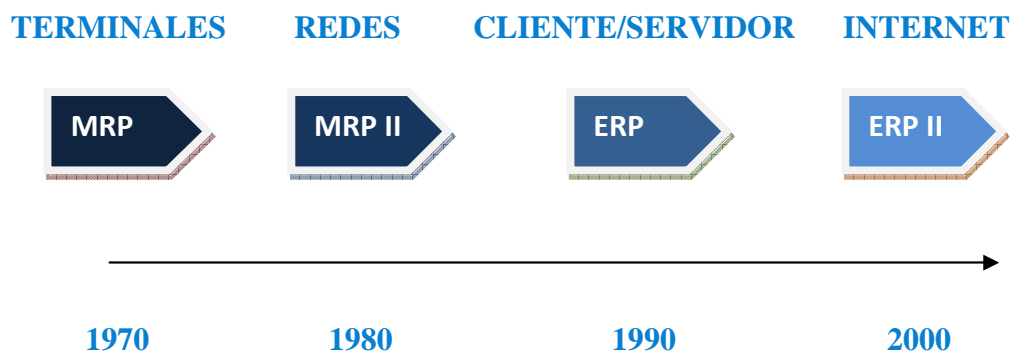 TERMINALES REDES CLIENTE/SERVIDOR INTERNET
MRP MRP II ERP ERP II
1970 1980 1990 2000